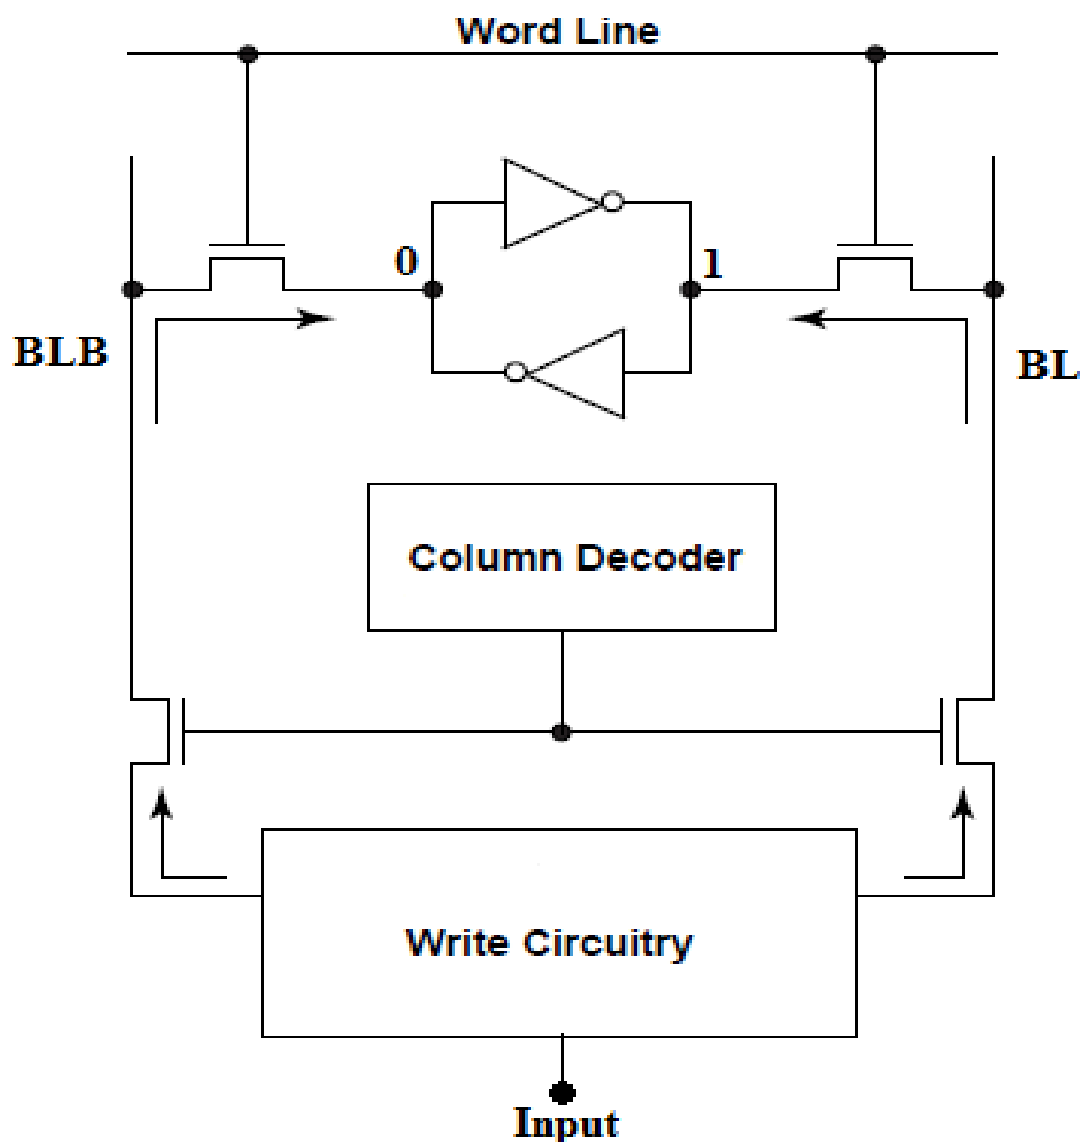 Word Line
0
1
BLB
BL
Column Decoder
Write Circuitry
Input